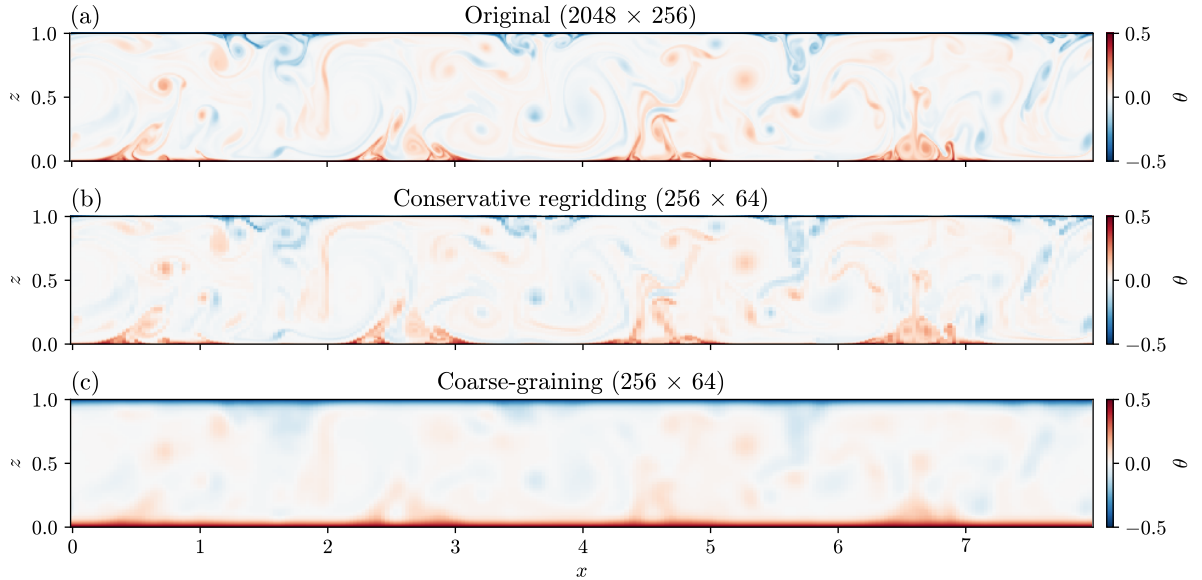 (a) Original (2048 × 256)
1.0
0.5
0.0
z
0.5
0.0
−0.5
θ
(b) Conservative regridding (256 × 64)
1.0
0.5
0.0
z
0.5
0.0
−0.5
θ
(c) Coarse-graining (256 × 64)
1.0
0.5
0.0
z
0.5
0.0
−0.5
θ
0 1 2 3 4 5 6 7
x